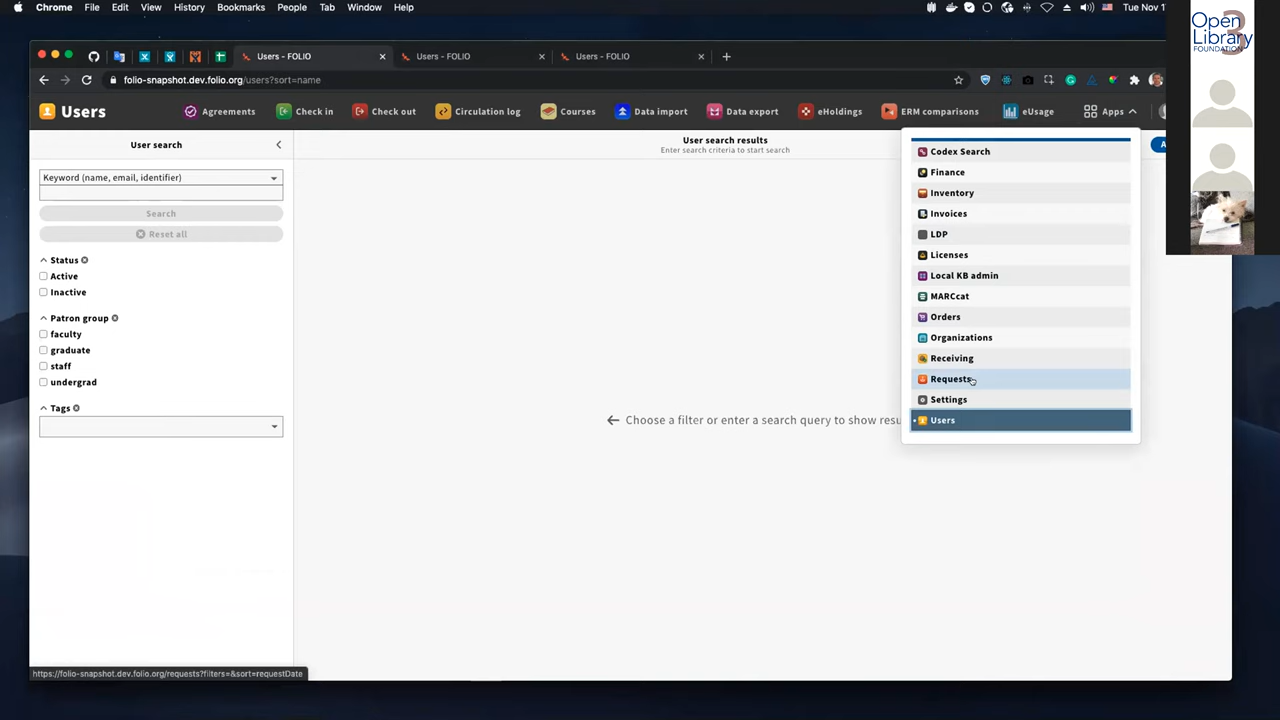 Chrome File Edit View History Bookmarks People Tab Window Help
Tue Nov 1
Open
Library
FOUNDATION
3
Users - FOLIO
Users - FOLIO
Users - FOLIO
folio-snapshot.dev.folio.org/users?sort=name
Users
Agreements
Check in
Check out
Circulation log
Courses
Data import
Data export
eHoldings
ERM comparisons
eUsage
Apps
User search
User search results
Enter search criteria to start search
A
Keyword (name, email, identifier)
Search
Reset all
Status
Active
Inactive
Patron group
faculty
graduate
staff
undergrad
Tags
Choose a filter or enter a search query to show resu
Codex Search
Finance
Inventory
Invoices
LDP
Licenses
Local KB admin
MARCcat
Orders
Organizations
Receiving
Requests
Settings
Users
https://folio-snapshot.dev.folio.org/requests?filters=&sort=requestDate